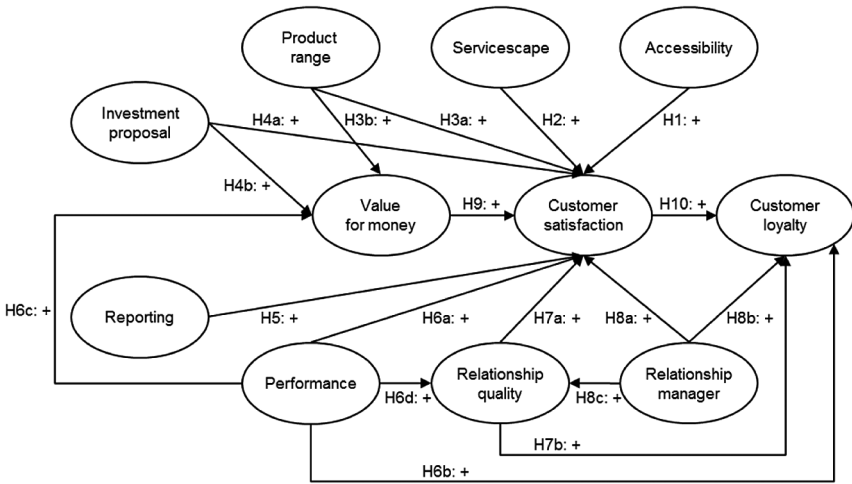 Product
range
Servicescape
Accessibility
Investment
proposal
H4a: +
H3b: +
H3a: +
H2: +
H1: +
H4b: +
Value
for money
H9: +
Customer
satisfaction
H10: +
Customer
loyalty
H6c: +
Reporting
H5: +
H6a: +
H7a: +
H8a: +
H8b: +
Performance
H6d: +
Relationship
quality
H8c: +
Relationship
manager
H7b: +
H6b: +